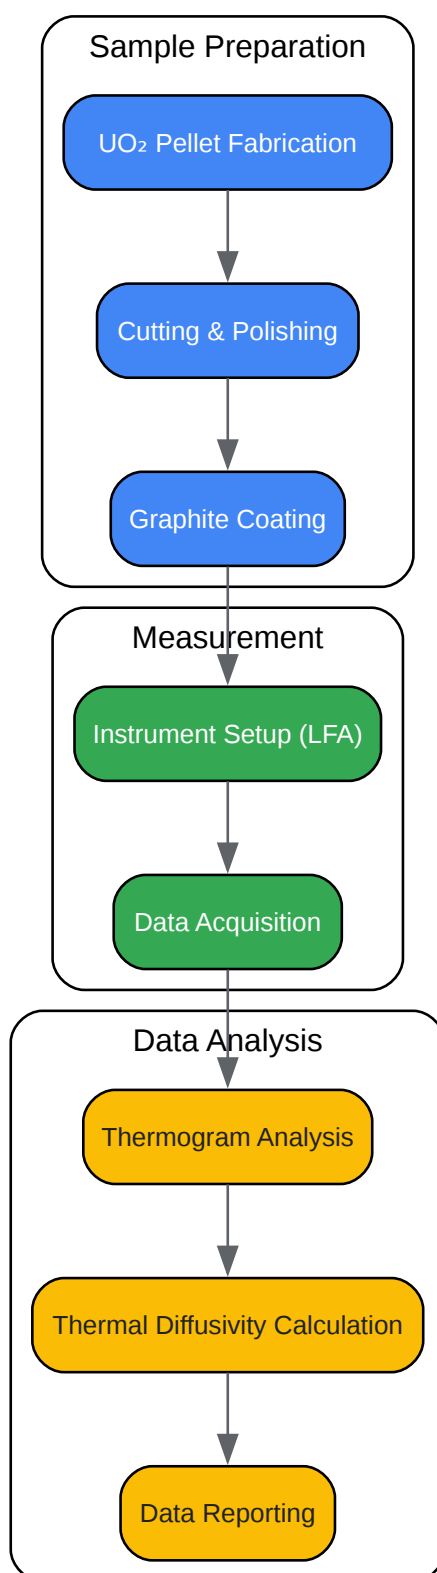 Sample Preparation
UO₂ Pellet Fabrication
Cutting & Polishing
Graphite Coating
Measurement
Instrument Setup (LFA)
Data Acquisition
Data Analysis
Thermogram Analysis
Thermal Diffusivity Calculation
Data Reporting